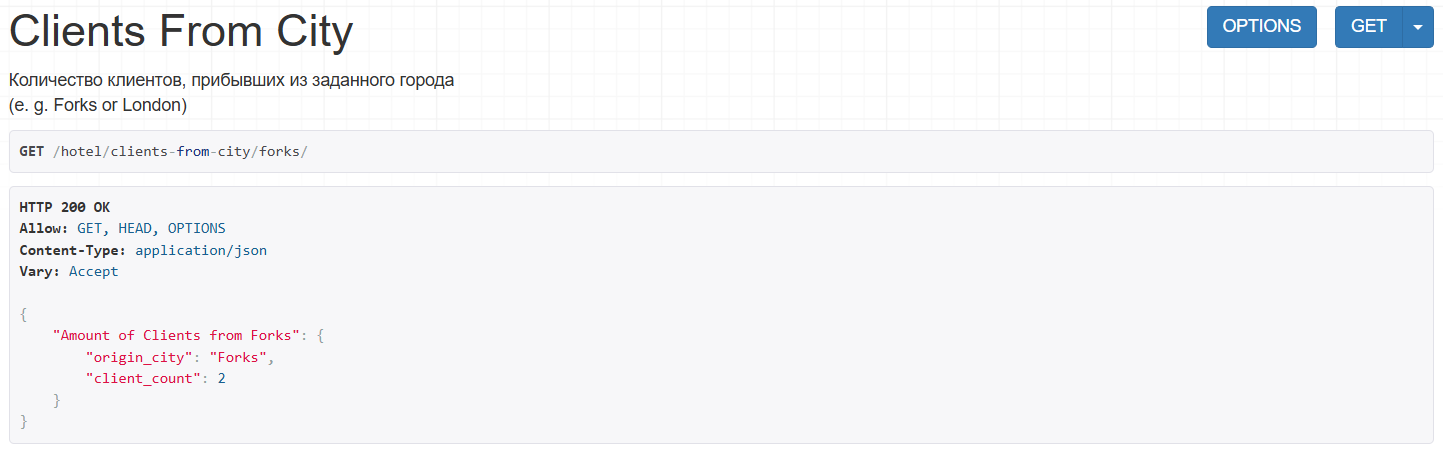 Clients From City
OPTIONS
GET
Количество клиентов, прибывших из заданного города
(e. g. Forks or London)
GET /hotel/clients-from-city/forks/
HTTP 200 OK
Allow: GET, HEAD, OPTIONS
Content-Type: application/json
Vary: Accept
{
    "Amount of Clients from Forks": {
        "origin_city": "Forks",
        "client_count": 2
    }
}